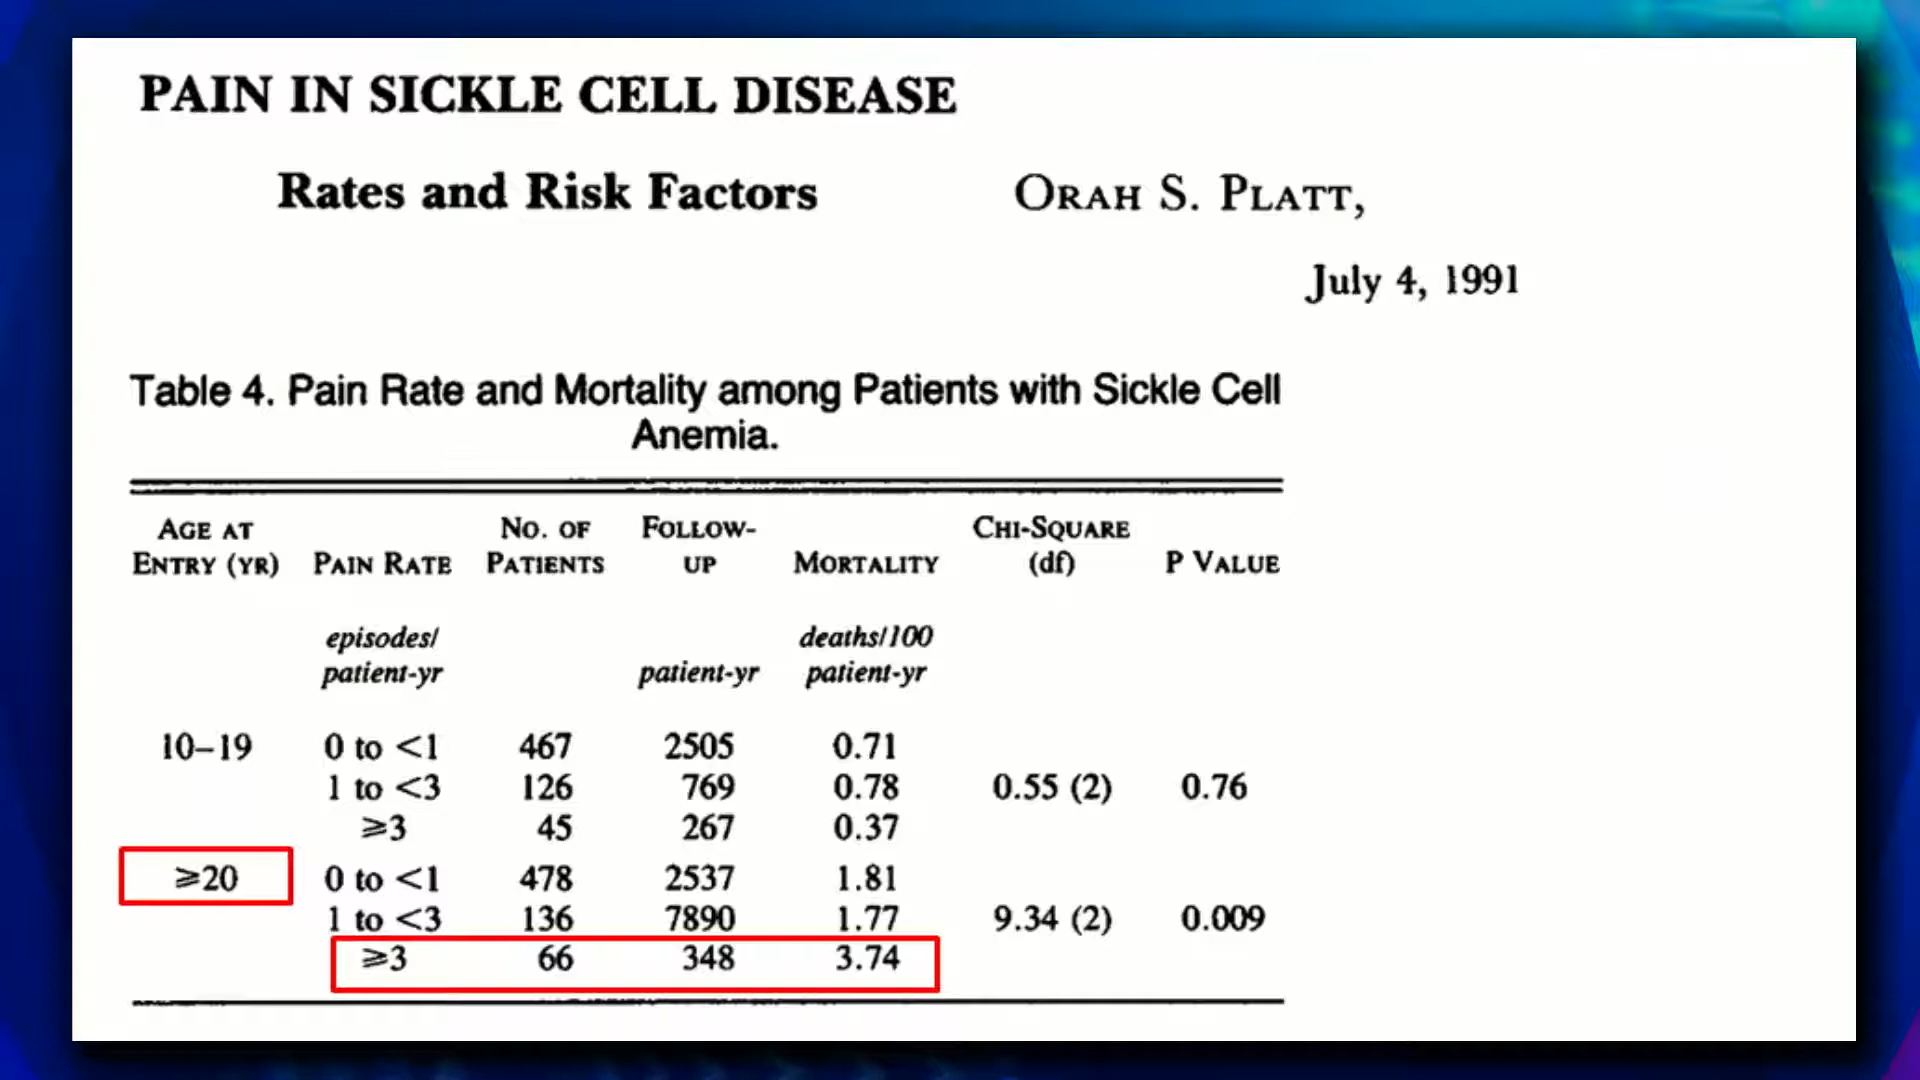 PAIN IN SICKLE CELL DISEASE
Rates and Risk Factors
ORAH S. PLATT,
July 4, 1991
Table 4. Pain Rate and Mortality among Patients with Sickle Cell
Anemia.
AGE AT ENTRY (YR) PAIN RATE NO. OF PATIENTS FOLLOW-UP MORTALITY CHI-SQUARE (df) P VALUE
episodes/ patient-yr patient-yr deaths/100 patient-yr
10–19 0 to <1 467 2505 0.71
1 to <3 126 769 0.78 0.55 (2) 0.76
≥3 45 267 0.37
≥20 0 to <1 478 2537 1.81
1 to <3 136 7890 1.77 9.34 (2) 0.009
≥3 66 348 3.74